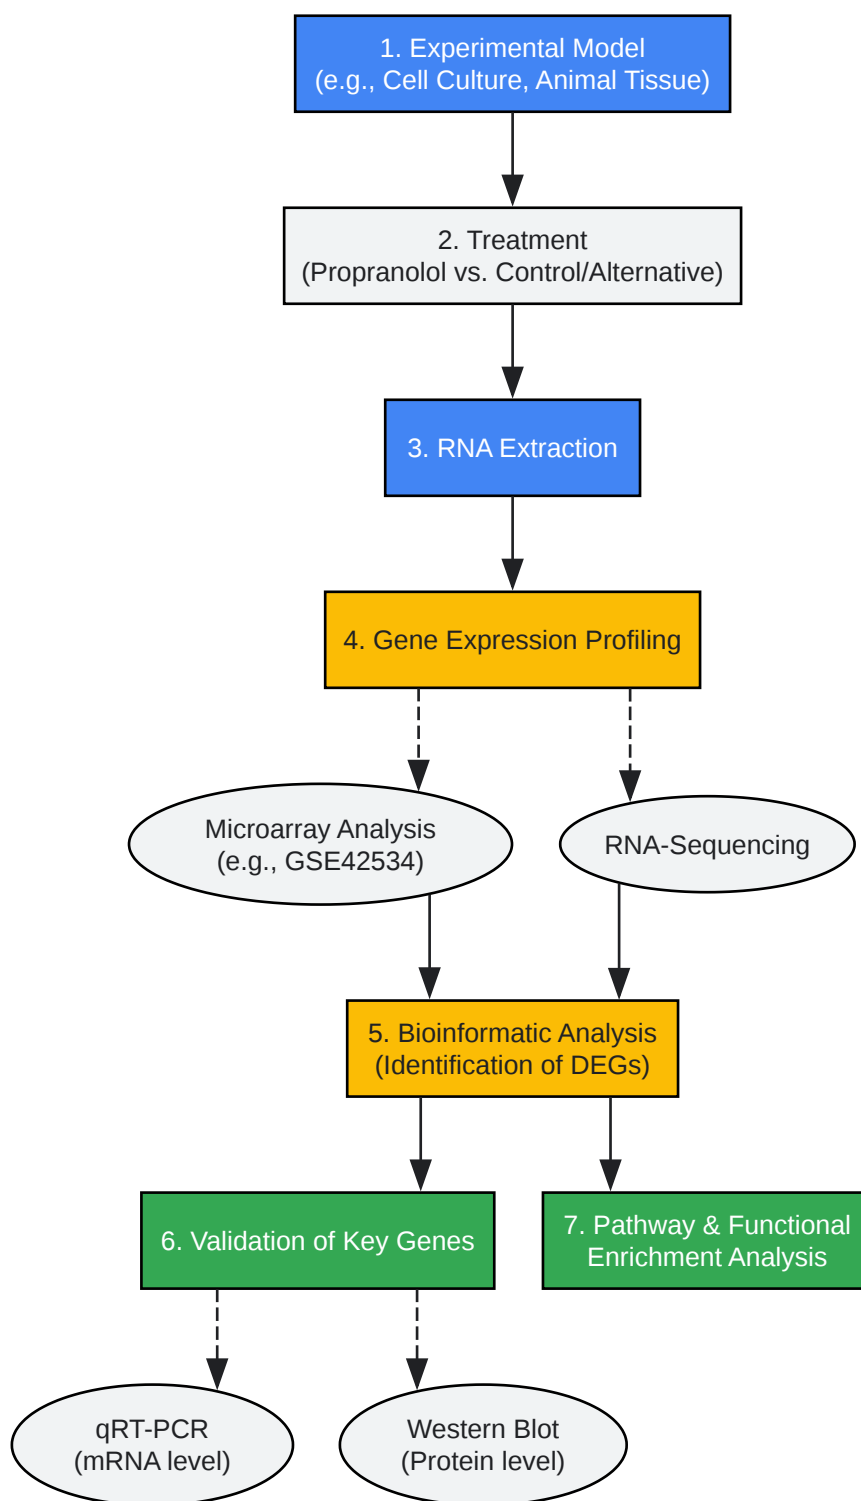 1. Experimental Model
(e.g., Cell Culture, Animal Tissue)
2. Treatment
(Propranolol vs. Control/Alternative)
3. RNA Extraction
4. Gene Expression Profiling
Microarray Analysis
(e.g., GSE42534)
RNA-Sequencing
5. Bioinformatic Analysis
(Identification of DEGs)
6. Validation of Key Genes
7. Pathway & Functional
Enrichment Analysis
qRT-PCR
(mRNA level)
Western Blot
(Protein level)